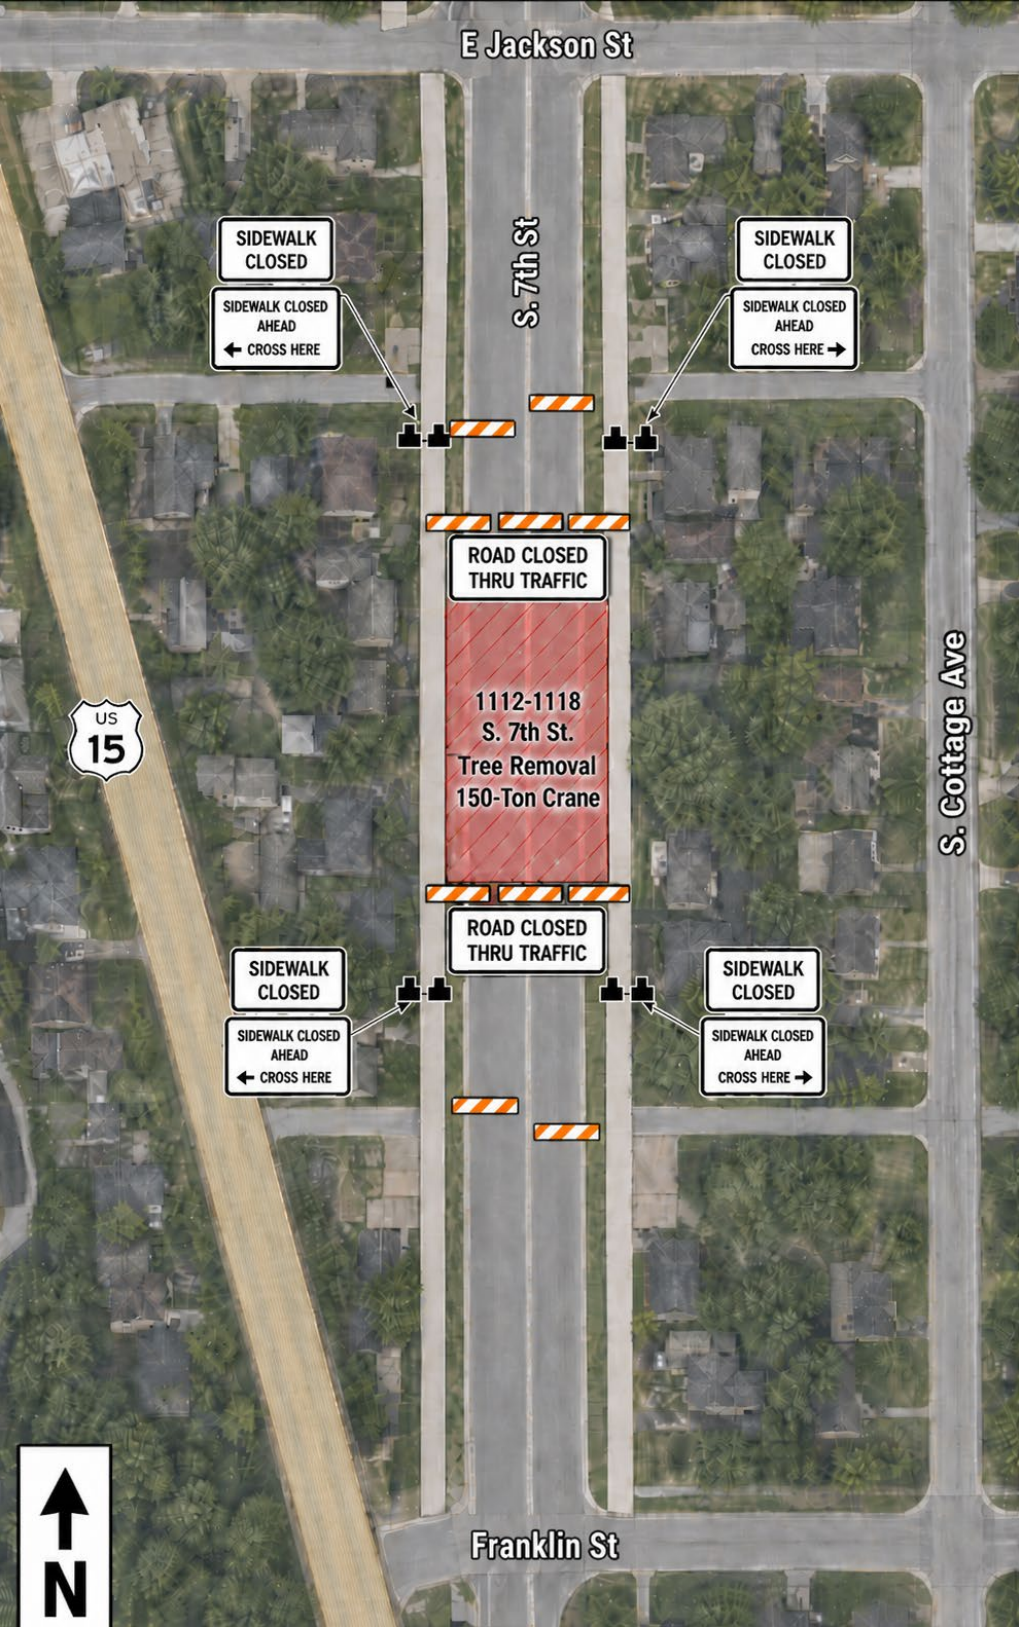 E Jackson St
S. 7th St
SIDEWALK
CLOSED
SIDEWALK CLOSED
AHEAD
← CROSS HERE
SIDEWALK
CLOSED
SIDEWALK CLOSED
AHEAD
CROSS HERE →
ROAD CLOSED
THRU TRAFFIC
1112-1118
S. 7th St.
Tree Removal
150-Ton Crane
US
15
S. Cottage Ave
ROAD CLOSED
THRU TRAFFIC
SIDEWALK
CLOSED
SIDEWALK CLOSED
AHEAD
← CROSS HERE
SIDEWALK
CLOSED
SIDEWALK CLOSED
AHEAD
CROSS HERE →
Franklin St
N